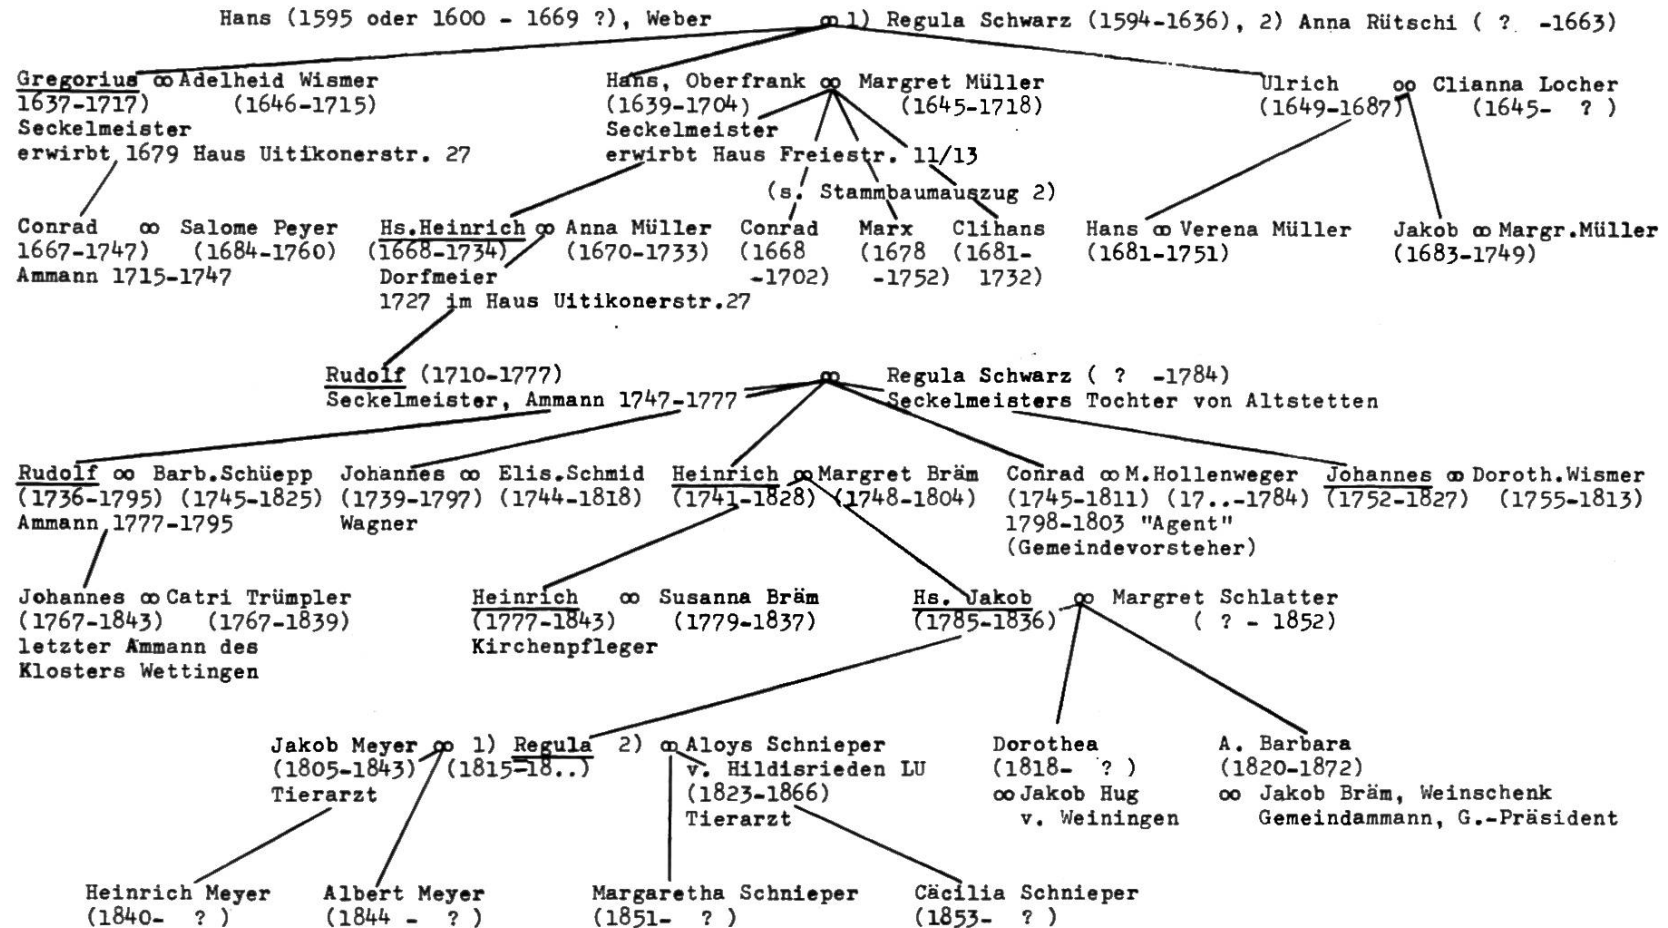 Hans (1595 oder 1600 - 1669 ?), Weber ∞ 1) Regula Schwarz (1594-1636), 2) Anna Rütschi ( ? -1663)
Gregorius ∞ Adelheid Wismer Hans, Oberfrank ∞ Margret Müller Ulrich ∞ Clianna Locher
1637-1717) (1646-1715) (1639-1704) (1645-1718) (1649-1687) (1645- ? )
Seckelmeister Seckelmeister
erwirbt 1679 Haus Uitikonerstr. 27 erwirbt Haus Freiestr. 11/13
(s. Stammbaumauszug 2)
Conrad ∞ Salome Peyer Hs.Heinrich ∞ Anna Müller Conrad Marx Clihans Hans ∞ Verena Müller Jakob ∞ Margr.Müller
1667-1747) (1684-1760) (1668-1734) (1670-1733) (1668 (1678 (1681- (1681-1751) (1683-1749)
Ammann 1715-1747 Dorfmeier -1702) -1752) 1732)
1727 im Haus Uitikonerstr.27
Rudolf (1710-1777) ∞ Regula Schwarz ( ? -1784)
Seckelmeister, Ammann 1747-1777 Seckelmeisters Tochter von Altstetten
Rudolf ∞ Barb.Schüepp Johannes ∞ Elis.Schmid Heinrich ∞ Margret Bräm Conrad ∞ M.Hollenweger Johannes ∞ Doroth.Wismer
(1736-1795) (1745-1825) (1739-1797) (1744-1818) (1741-1828) (1748-1804) (1745-1811) (17..-1784) (1752-1827) (1755-1813)
Ammann 1777-1795 Wagner 1798-1803 "Agent"
(Gemeindevorsteher)
Johannes ∞ Catri Trümpler Heinrich ∞ Susanna Bräm Hs. Jakob ∞ Margret Schlatter
(1767-1843) (1767-1839) (1777-1843) (1779-1837) (1785-1836) ( ? - 1852)
letzter Ammann des Kirchenpfleger
Klosters Wettingen
Jakob Meyer ∞ 1) Regula 2) ∞ Aloys Schnieper Dorothea A. Barbara
(1805-1843) (1815-18..) v. Hildisrieden LU (1818- ? ) (1820-1872)
Tierarzt (1823-1866) ∞ Jakob Hug ∞ Jakob Bräm, Weinschenk
Tierarzt v. Weiningen Gemeindammann, G.-Präsident
Heinrich Meyer Albert Meyer Margaretha Schnieper Cäcilia Schnieper
(1840- ? ) (1844 - ? ) (1851- ? ) (1853- ? )